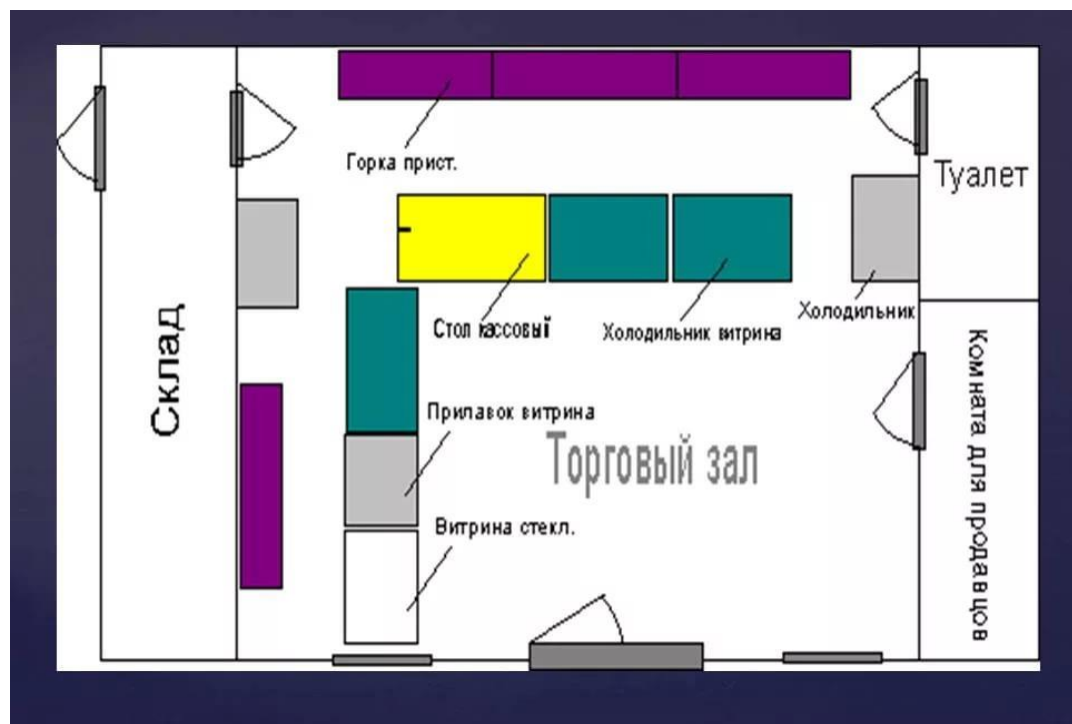 Горка прист.
Туалет
Стол кассовый
Холодильник витрина
Холодильник
Склад
Прилавок витрина
Торговый зал
Витрина стекл.
Комната для продавцов